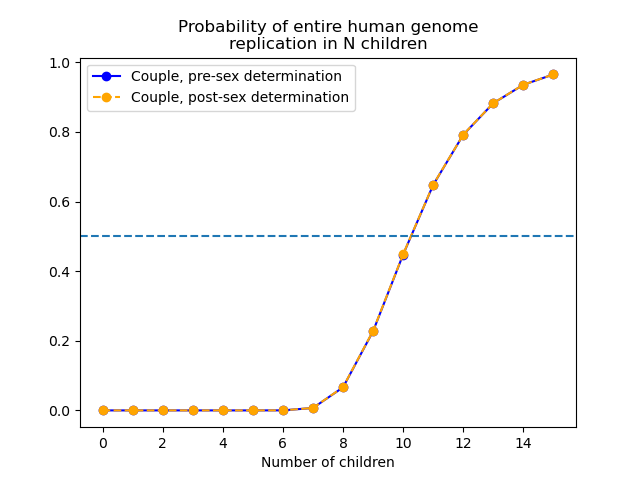 Probability of entire human genome
replication in N children
Couple, pre-sex determination
Couple, post-sex determination
1.0
0.8
0.6
0.4
0.2
0.0
0 2 4 6 8 10 12 14
Number of children